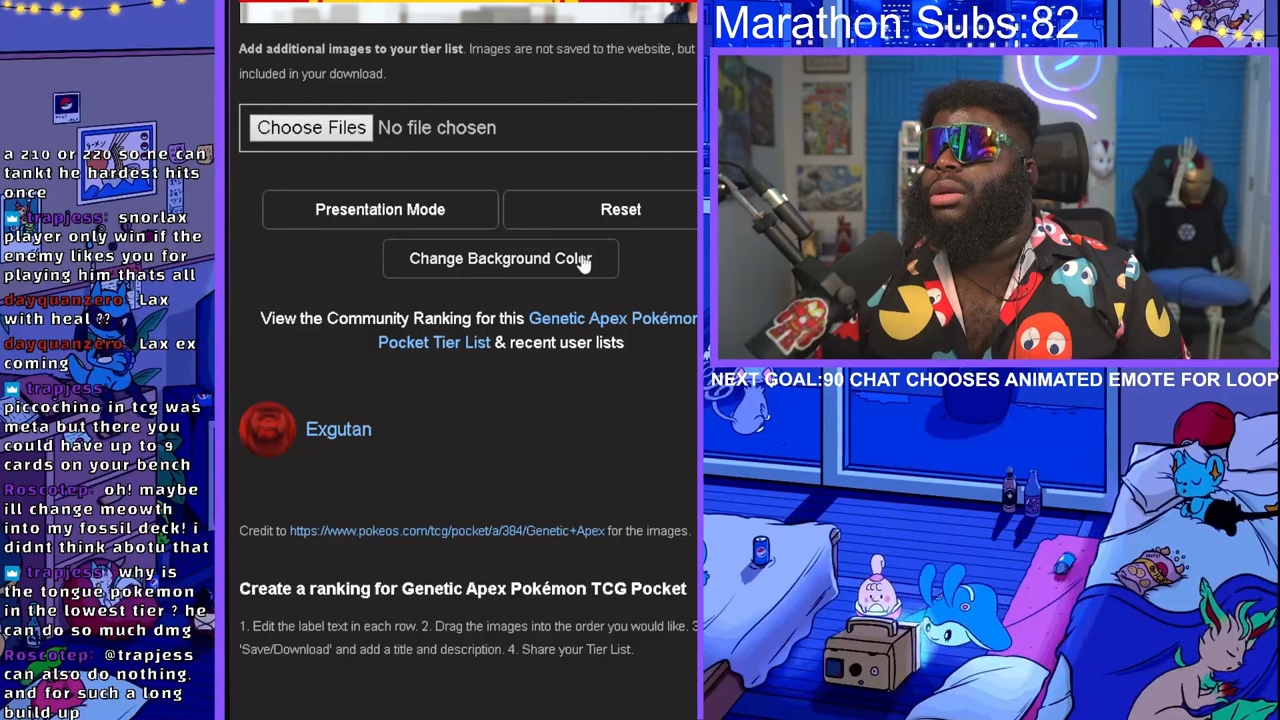 a 210 or 220 so he can
tankt he hardest hits
once
trapjess: snorlax
player only win if the
enemy likes you for
playing him thats all
dayquanzero: Lax
with heal ??
dayquanzero: Lax ex
coming
trapjess:
piccochino in tcg was
meta but there you
could have up to 9
cards on your bench
Roscotep: oh! maybe
ill change meowth
into my fossil deck! i
didnt think abotu that
trapjess: why is
the tongue pokemon
in the lowest tier ? he
can do so much dmg
Roscotep: @trapjess
can also do nothing.
and for such a long
build up
Add additional images to your tier list. Images are not saved to the website, but
included in your download.
Choose Files No file chosen
Presentation Mode
Reset
Change Background Color
View the Community Ranking for this Genetic Apex Pokémon
Pocket Tier List & recent user lists
Exgutan
Credit to https://www.pokeos.com/tcg/pocket/a/384/Genetic+Apex for the images.
Create a ranking for Genetic Apex Pokémon TCG Pocket
1. Edit the label text in each row. 2. Drag the images into the order you would like. 3
'Save/Download' and add a title and description. 4. Share your Tier List.
Marathon Subs:82
NEXT GOAL:90 CHAT CHOOSES ANIMATED EMOTE FOR LOOP